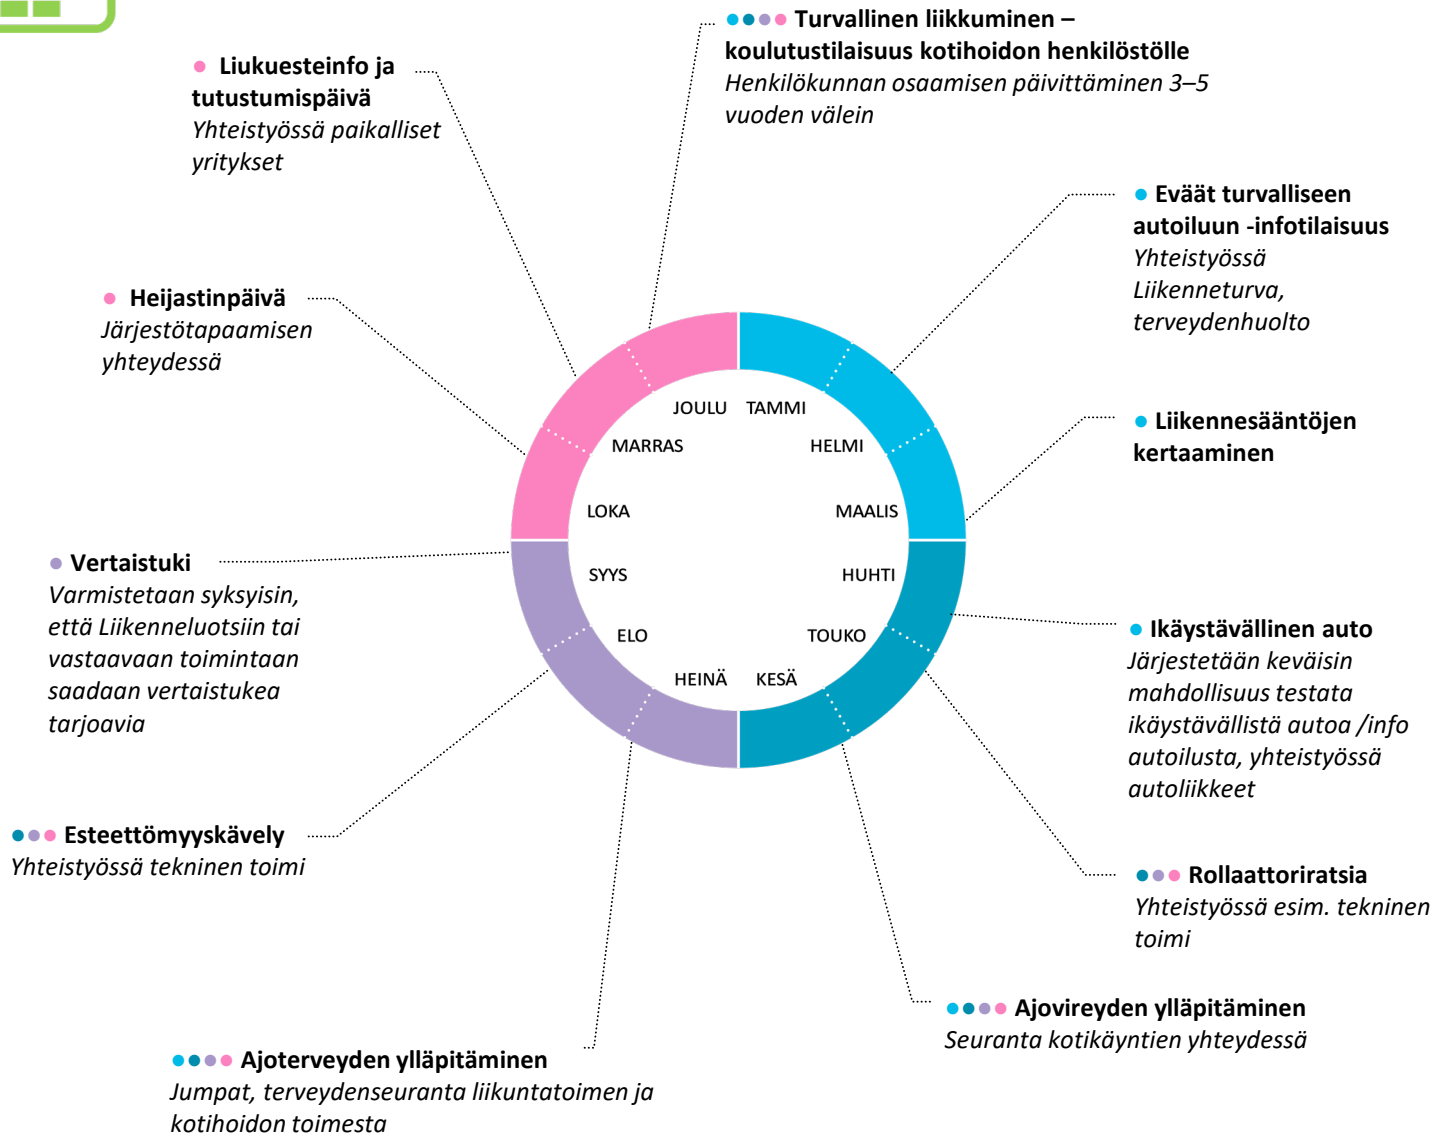 Turvallinen liikkuminen –
koulutustilaisuus kotihoidon henkilöstölle
Henkilökunnan osaamisen päivittäminen 3–5
vuoden välein
Liukuesteinfo ja
tutustumispäivä
Yhteistyössä paikalliset
yritykset
Eväät turvalliseen
autoiluun -infotilaisuus
Yhteistyössä
Liikenneturva,
terveydenhuolto
Heijastinpäivä
Järjestötapaamisen
yhteydessä
Liikennesääntöjen
kertaaminen
JOULU
TAMMI
MARRAS
HELMI
LOKA
MAALIS
SYYS
HUHTI
ELO
TOUKO
HEINÄ
KESÄ
Vertaistuki
Varmistetaan syksyisin,
että Liikenneluotsiin tai
vastaavaan toimintaan
saadaan vertaistukea
tarjoavia
Ikäystävällinen auto
Järjestetään keväisin
mahdollisuus testata
ikäystävällistä autoa /info
autoilusta, yhteistyössä
autoliikkeet
Esteettömyyskävely
Yhteistyössä tekninen toimi
Rollaattoriratsia
Yhteistyössä esim. tekninen
toimi
Ajovireyden ylläpitäminen
Seuranta kotikäyntien yhteydessä
Ajoterveyden ylläpitäminen
Jumpat, terveydenseuranta liikuntatoimen ja
kotihoidon toimesta